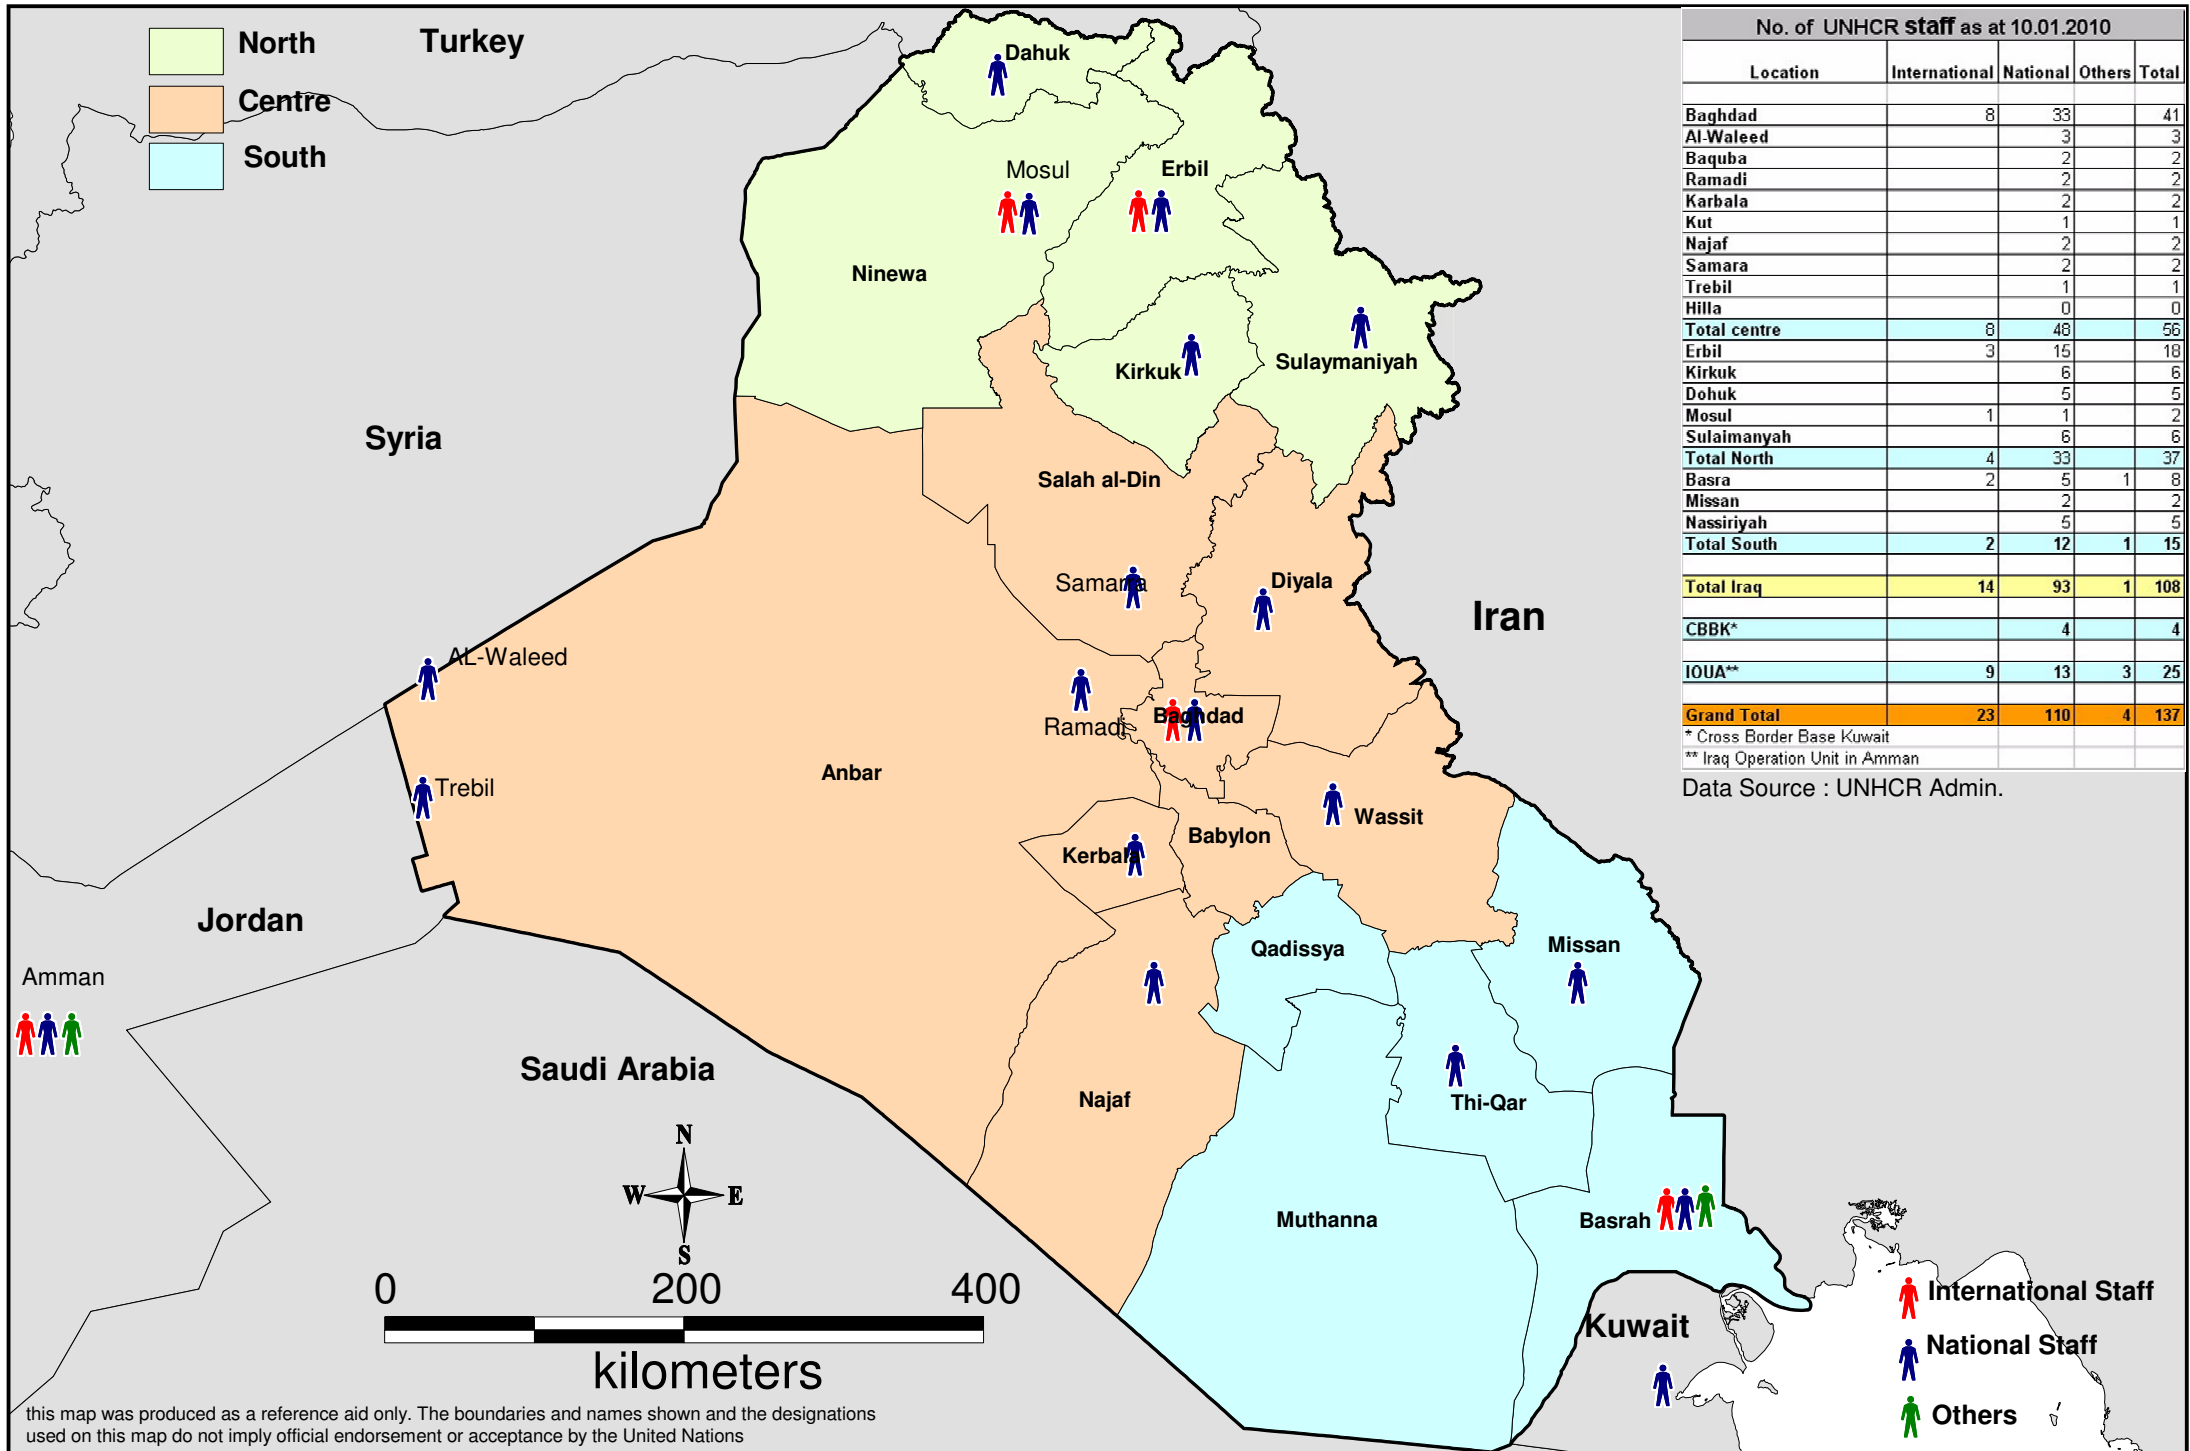 North
Centre
South
Turkey
Dahuk
Mosul
Erbil
Ninewa
Kirkuk
Sulaymaniyah
Syria
Salah al-Din
Samarra
Diyala
Iran
AL-Waleed
Ramadi
Baghdad
Trebil
Anbar
Wassit
Babylon
Kerbala
Jordan
Qadissya
Missan
Amman
Saudi Arabia
Najaf
Thi-Qar
Muthanna
Basrah
Kuwait
N
W E
S
0 200 400
kilometers
this map was produced as a reference aid only. The boundaries and names shown and the designations
used on this map do not imply official endorsement or acceptance by the United Nations
No. of UNHCR staff as at 10.01.2010
Location International National Others Total
Baghdad 8 33 41
Al-Waleed 3 3
Baquba 2 2
Ramadi 2 2
Karbala 2 2
Kut 1 1
Najaf 2 2
Samara 2 2
Trebil 1 1
Hilla 0 0
Total centre 8 48 56
Erbil 3 15 18
Kirkuk 6 6
Dohuk 5 5
Mosul 1 1 2
Sulaimanyah 6 6
Total North 4 33 37
Basra 2 5 1 8
Missan 2 2
Nassiriyah 5 5
Total South 2 12 1 15
Total Iraq 14 93 1 108
CBBK* 4 4
IOUA** 9 13 3 25
Grand Total 23 110 4 137
* Cross Border Base Kuwait
** Iraq Operation Unit in Amman
Data Source : UNHCR Admin.
International Staff
National Staff
Others